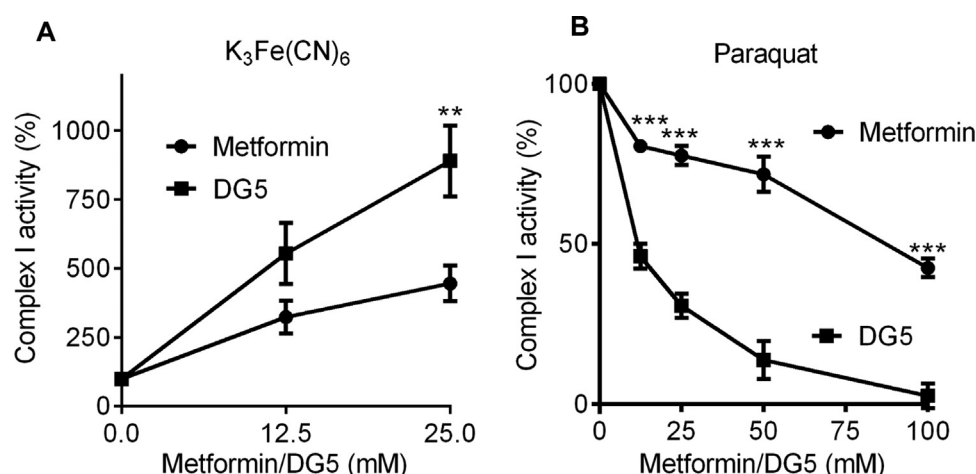 A
K3Fe(CN)6
Complex I activity (%)
1000
750
500
250
0
Metformin
DG5
**
0.0 12.5 25.0
Metformin/DG5 (mM)
B
Paraquat
Complex I activity (%)
100
50
0
***
***
***
***
Metformin
DG5
0 25 50 75 100
Metformin/DG5 (mM)